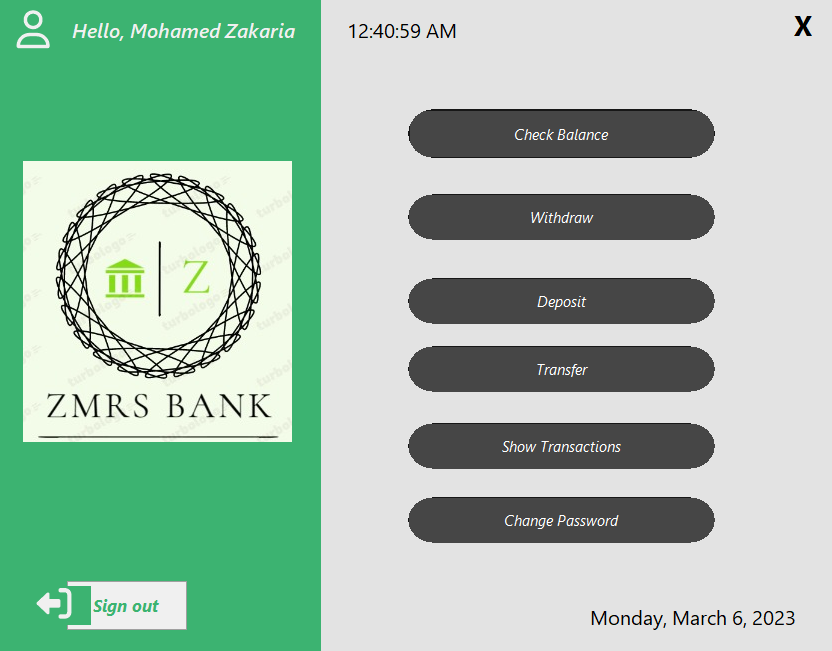 Hello, Mohamed Zakaria
12:40:59 AM
X
Check Balance
Withdraw
Z
Deposit
Transfer
ZMRS BANK
Show Transactions
Change Password
Sign out
Monday, March 6, 2023